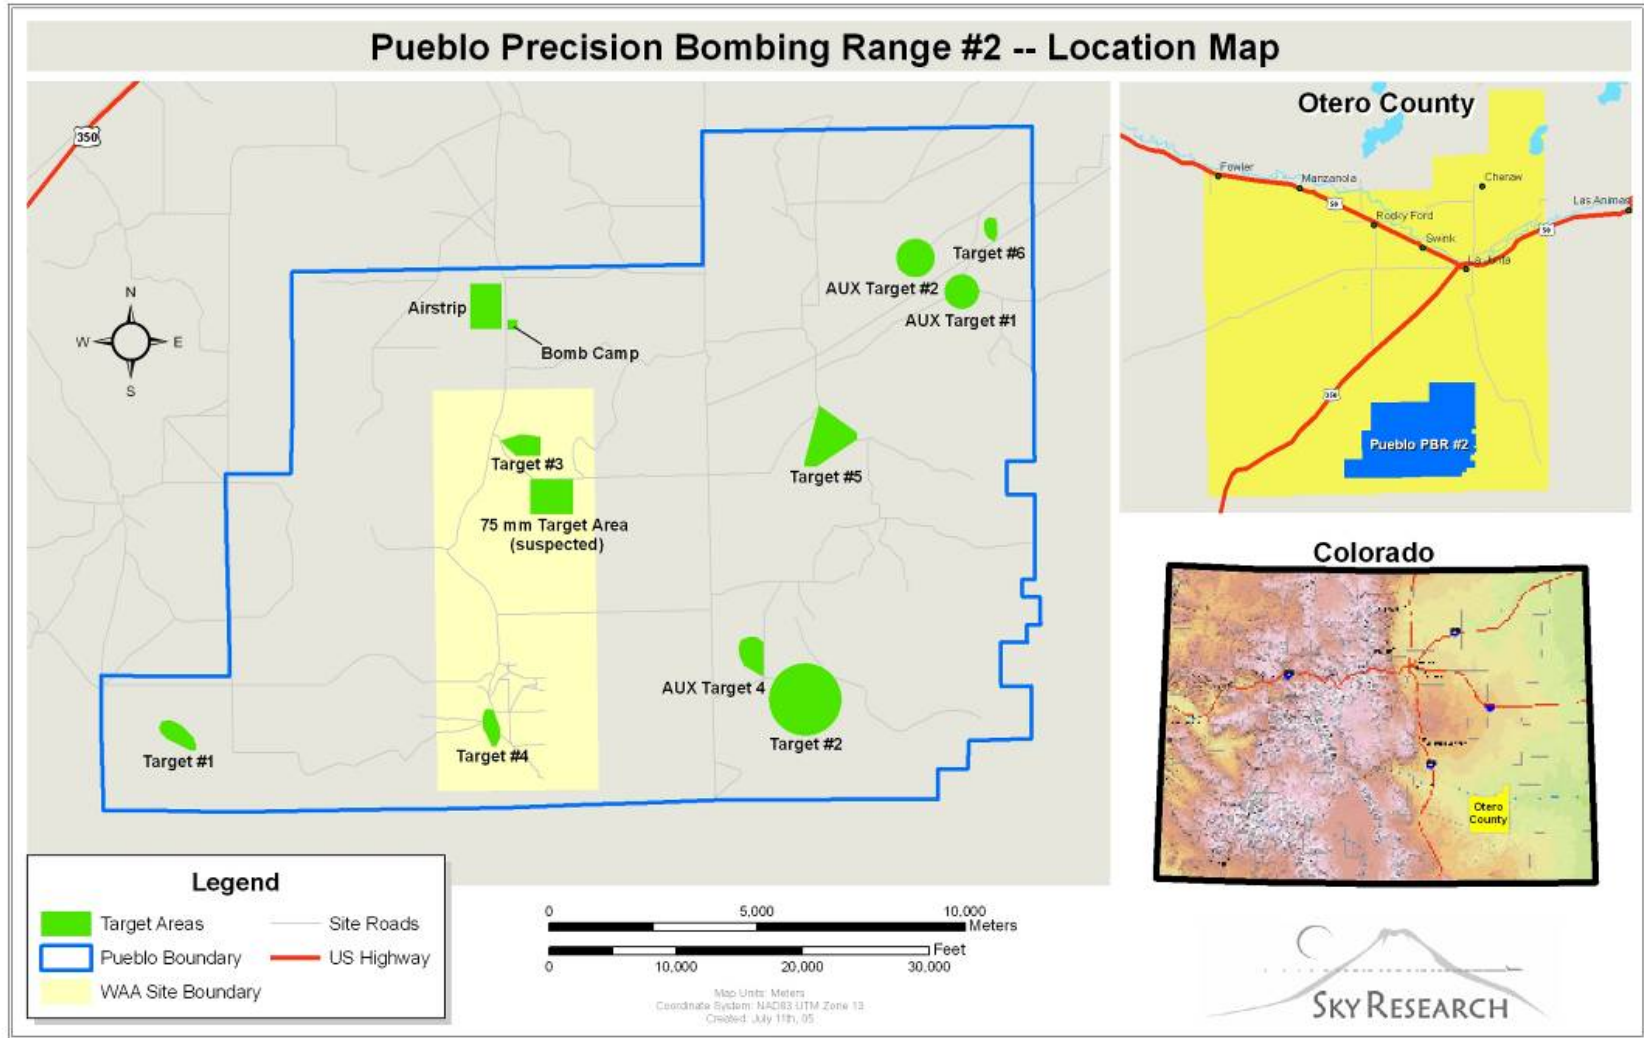 Pueblo Precision Bombing Range #2 -- Location Map
350
N
W E
S
Airstrip
Bomb Camp
Target #6
AUX Target #2
AUX Target #1
Target #3
Target #5
75 mm Target Area
(suspected)
AUX Target 4
Target #2
Target #1
Target #4
Otero County
Fowler
Manzanola
Cheraw
50
Rocky Ford
Las Animas
Swink
50
La Junta
350
Pueblo PBR #2
Colorado
Otero
County
Legend
Target Areas
Site Roads
Pueblo Boundary
US Highway
WAA Site Boundary
0 5,000 10,000
Meters
Feet
0 10,000 20,000 30,000
Map Units: Meters
Coordinate System: NAD83 UTM Zone 13
Created: July 11th, 05
SKY RESEARCH